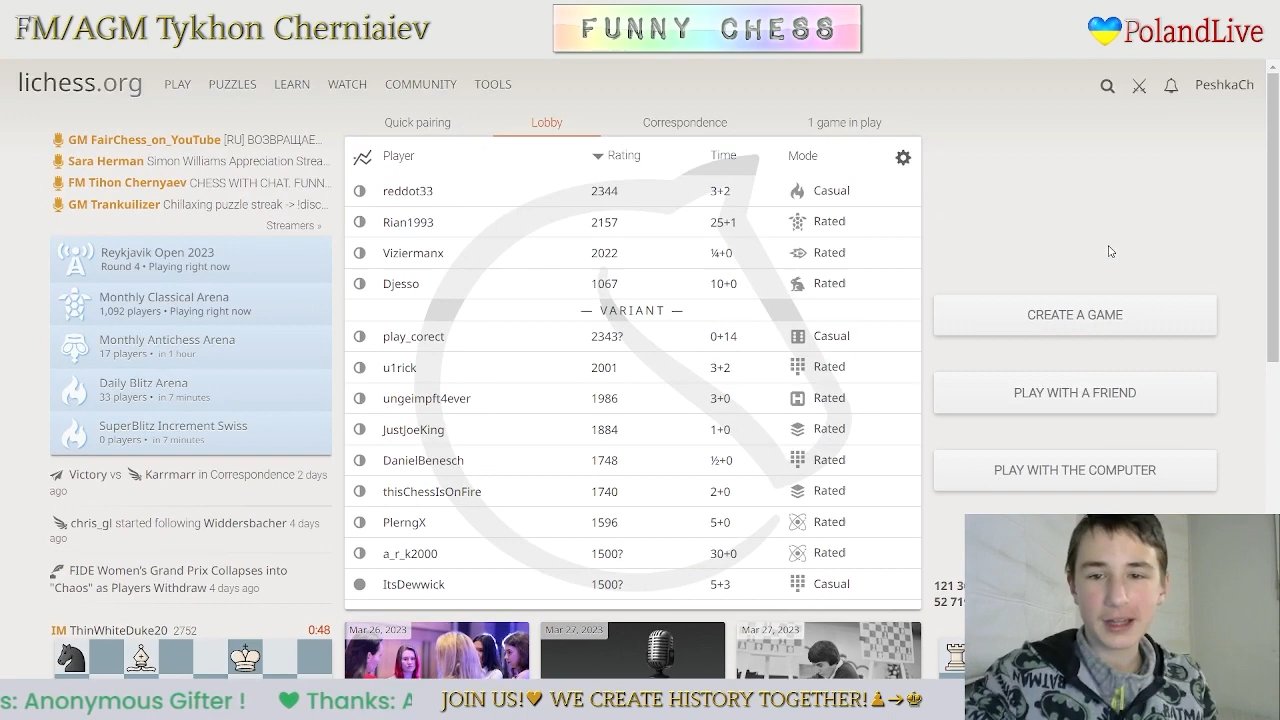 FM/AGM Tykhon Cherniaiev
FUNNY CHESS
PolandLive
lichess.org
PLAY
PUZZLES
LEARN
WATCH
COMMUNITY
TOOLS
PeshkaCh
GM FairChess_on_YouTube [RU] ВОЗВРАЩАЕ...
Sara Herman Simon Willems Appreciation Strea...
FM Tihon Chernyaev CHESS WITH CHAT. FUNN...
GM Trankuilizer Chillaxing puzzle streak -> !disc...
Streamers »
Reykjavik Open 2023
Round 4 • Playing right now
Monthly Classical Arena
1,092 players • Playing right now
Monthly Antichess Arena
17 players • in 1 hour
Daily Blitz Arena
33 players • in 7 minutes
SuperBlitz Increment Swiss
0 players • in 7 minutes
Victory vs Karrmarr in Correspondence 2 days
ago
chris_gl started following Widdersbacher 4 days
ago
FIDE Women's Grand Prix Collapses into
"Chaos" as Players Withdraw 4 days ago
IM ThinWhiteDuke20 2752 0:48
Quick pairing
Lobby
Correspondence
1 game in play
Player Rating Time Mode
reddot33 2344 3+2 Casual
Rian1993 2157 25+1 Rated
Viziermanx 2022 ¼+0 Rated
Djesso 1067 10+0 Rated
— VARIANT —
play_corect 2343? 0+14 Casual
u1rick 2001 3+2 Rated
ungeimpft4ever 1986 3+0 Rated
JustJoeKing 1884 1+0 Rated
DanielBenesch 1748 ½+0 Rated
thisChessIsOnFire 1740 2+0 Rated
PlerngX 1596 5+0 Rated
a_r_k2000 1500? 30+0 Rated
ItsDewwick 1500? 5+3 Casual
CREATE A GAME
PLAY WITH A FRIEND
PLAY WITH THE COMPUTER
Mar 26, 2023
Mar 27, 2023
Mar 27, 2023
s: Anonymous Gifter !
Thanks: A
JOIN US!🧡 WE CREATE HISTORY TOGETHER!♟→♚
BATMAN